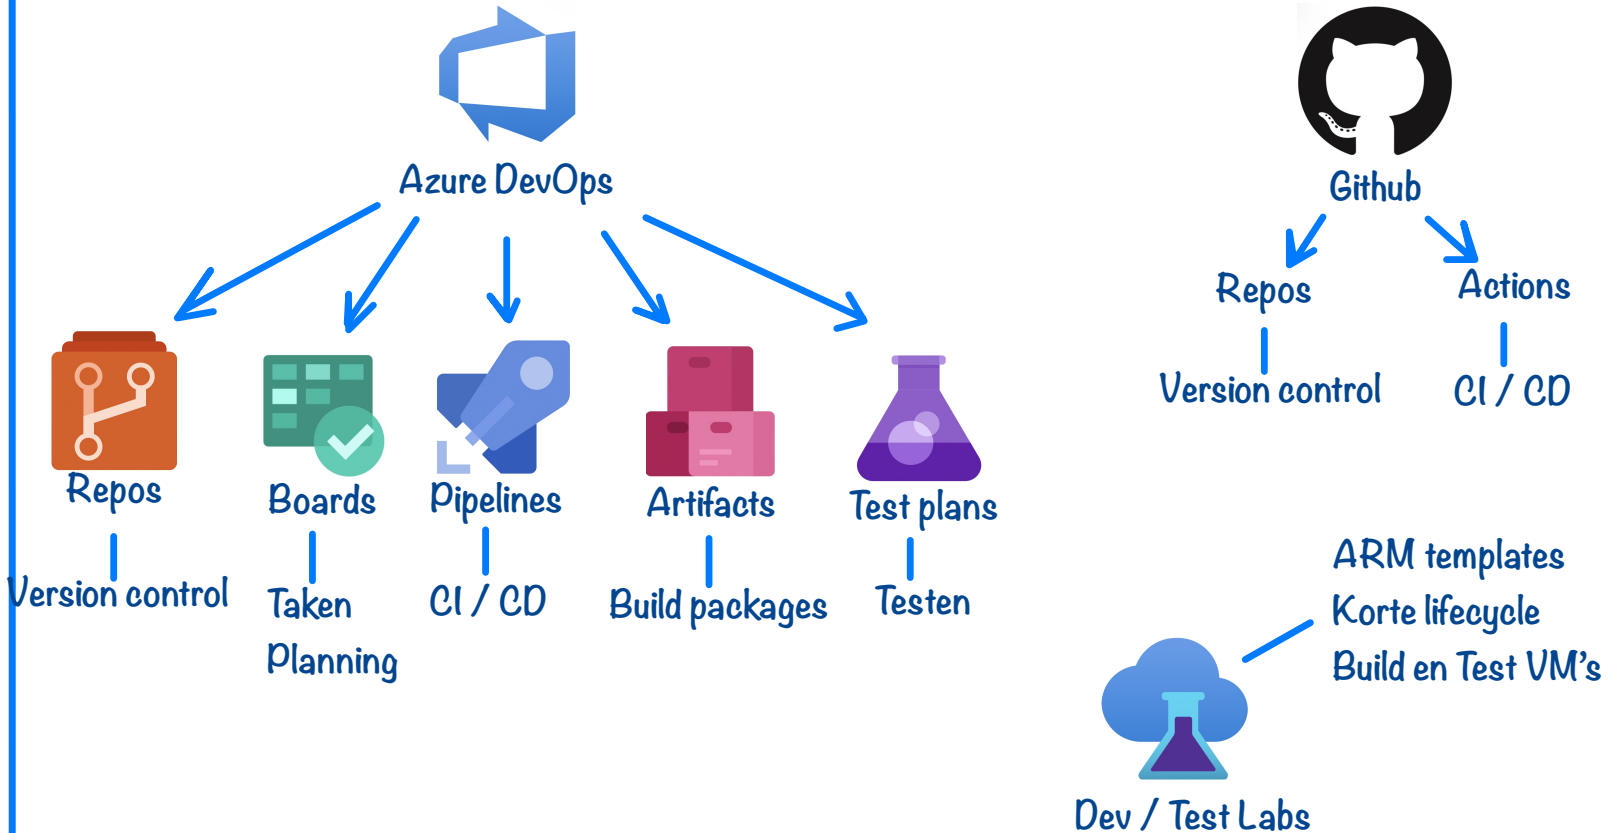 Azure DevOps
Github
Repos
Actions
Version control
CI / CD
Repos
Boards
Pipelines
Artifacts
Test plans
Version control
Taken
Planning
CI / CD
Build packages
Testen
ARM templates
Korte lifecycle
Build en Test VM's
Dev / Test Labs